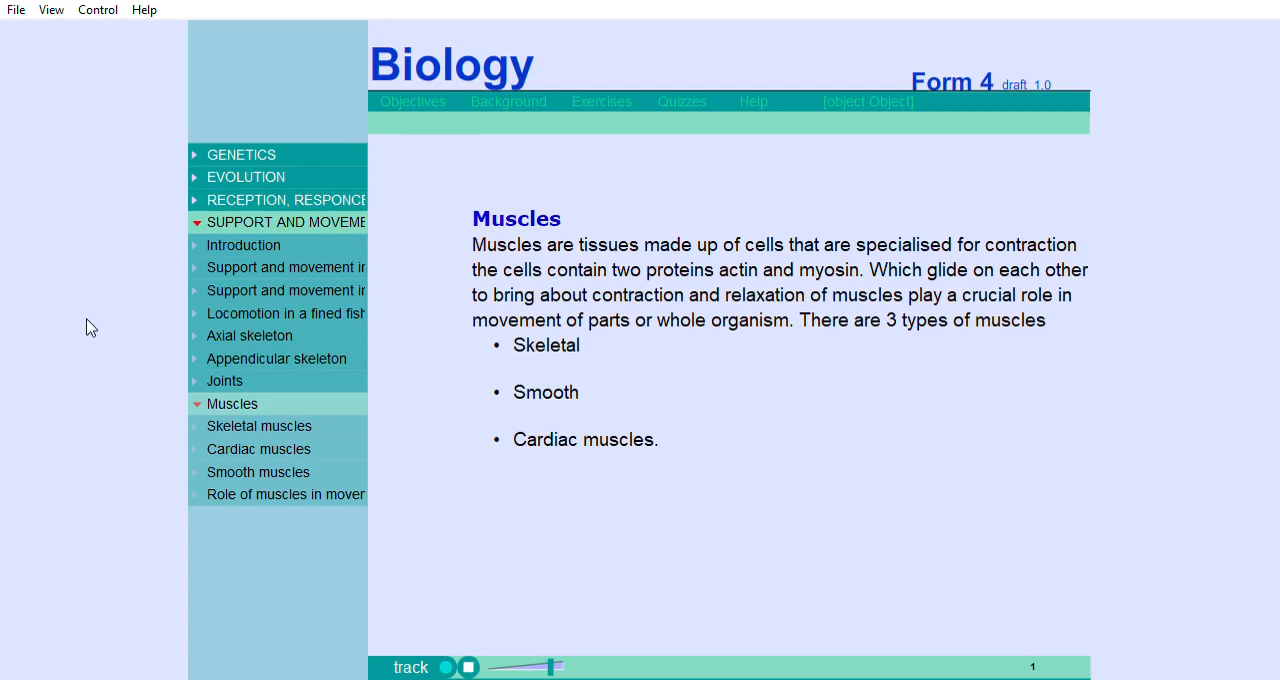 File View Control Help
Biology
Form 4 draft 1.0
Objectives Background Exercises Quizzes Help [object Object]
GENETICS
EVOLUTION
RECEPTION, RESPONCE
SUPPORT AND MOVEME
Introduction
Support and movement in
Support and movement in
Locomotion in a fined fish
Axial skeleton
Appendicular skeleton
Joints
Muscles
Skeletal muscles
Cardiac muscles
Smooth muscles
Role of muscles in mover
Muscles
Muscles are tissues made up of cells that are specialised for contraction
the cells contain two proteins actin and myosin. Which glide on each other
to bring about contraction and relaxation of muscles play a crucial role in
movement of parts or whole organism. There are 3 types of muscles
• Skeletal
• Smooth
• Cardiac muscles.
track
1